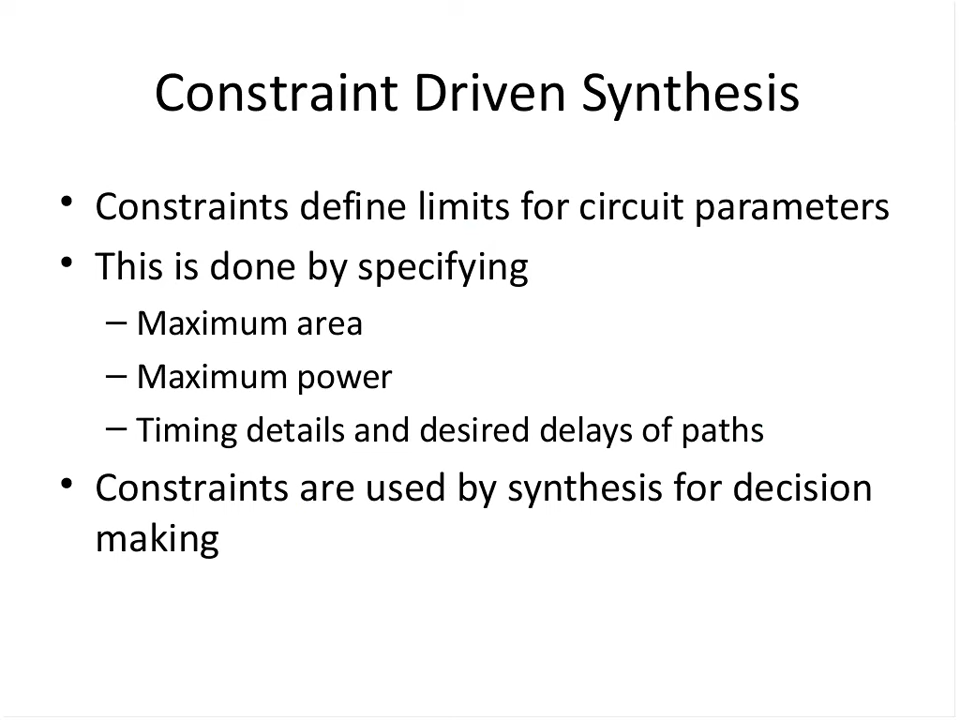 Constraint Driven Synthesis
• Constraints define limits for circuit parameters
• This is done by specifying
– Maximum area
– Maximum power
– Timing details and desired delays of paths
• Constraints are used by synthesis for decision
making